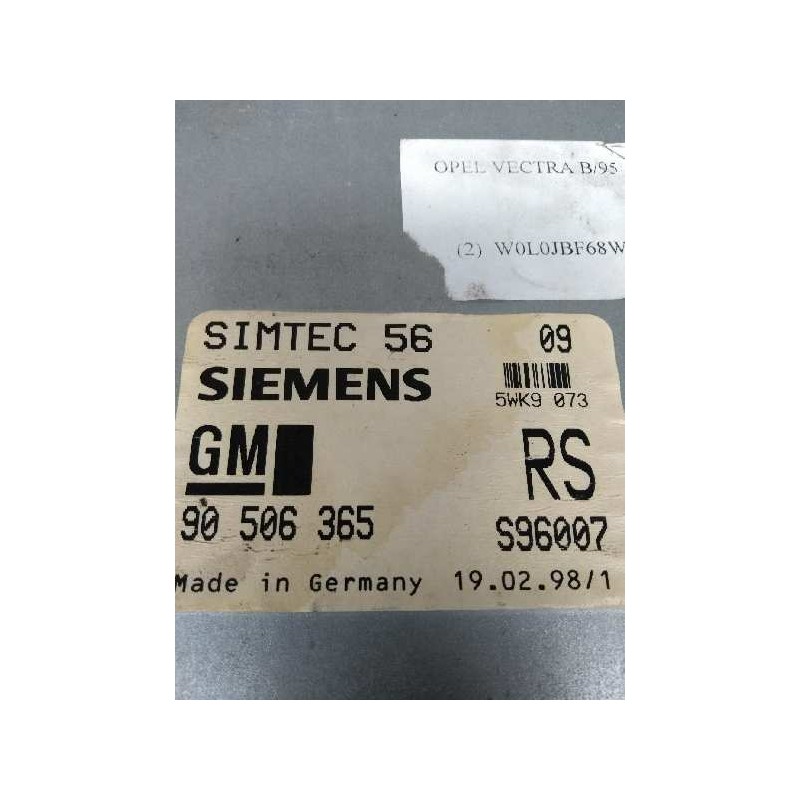 OPEL VECTRA B/95
(2) W0L0JBF68W
SIMTEC 56 09
SIEMENS
5WK9 073
GM
RS
90 506 365
S96007
Made in Germany 19.02.98/1